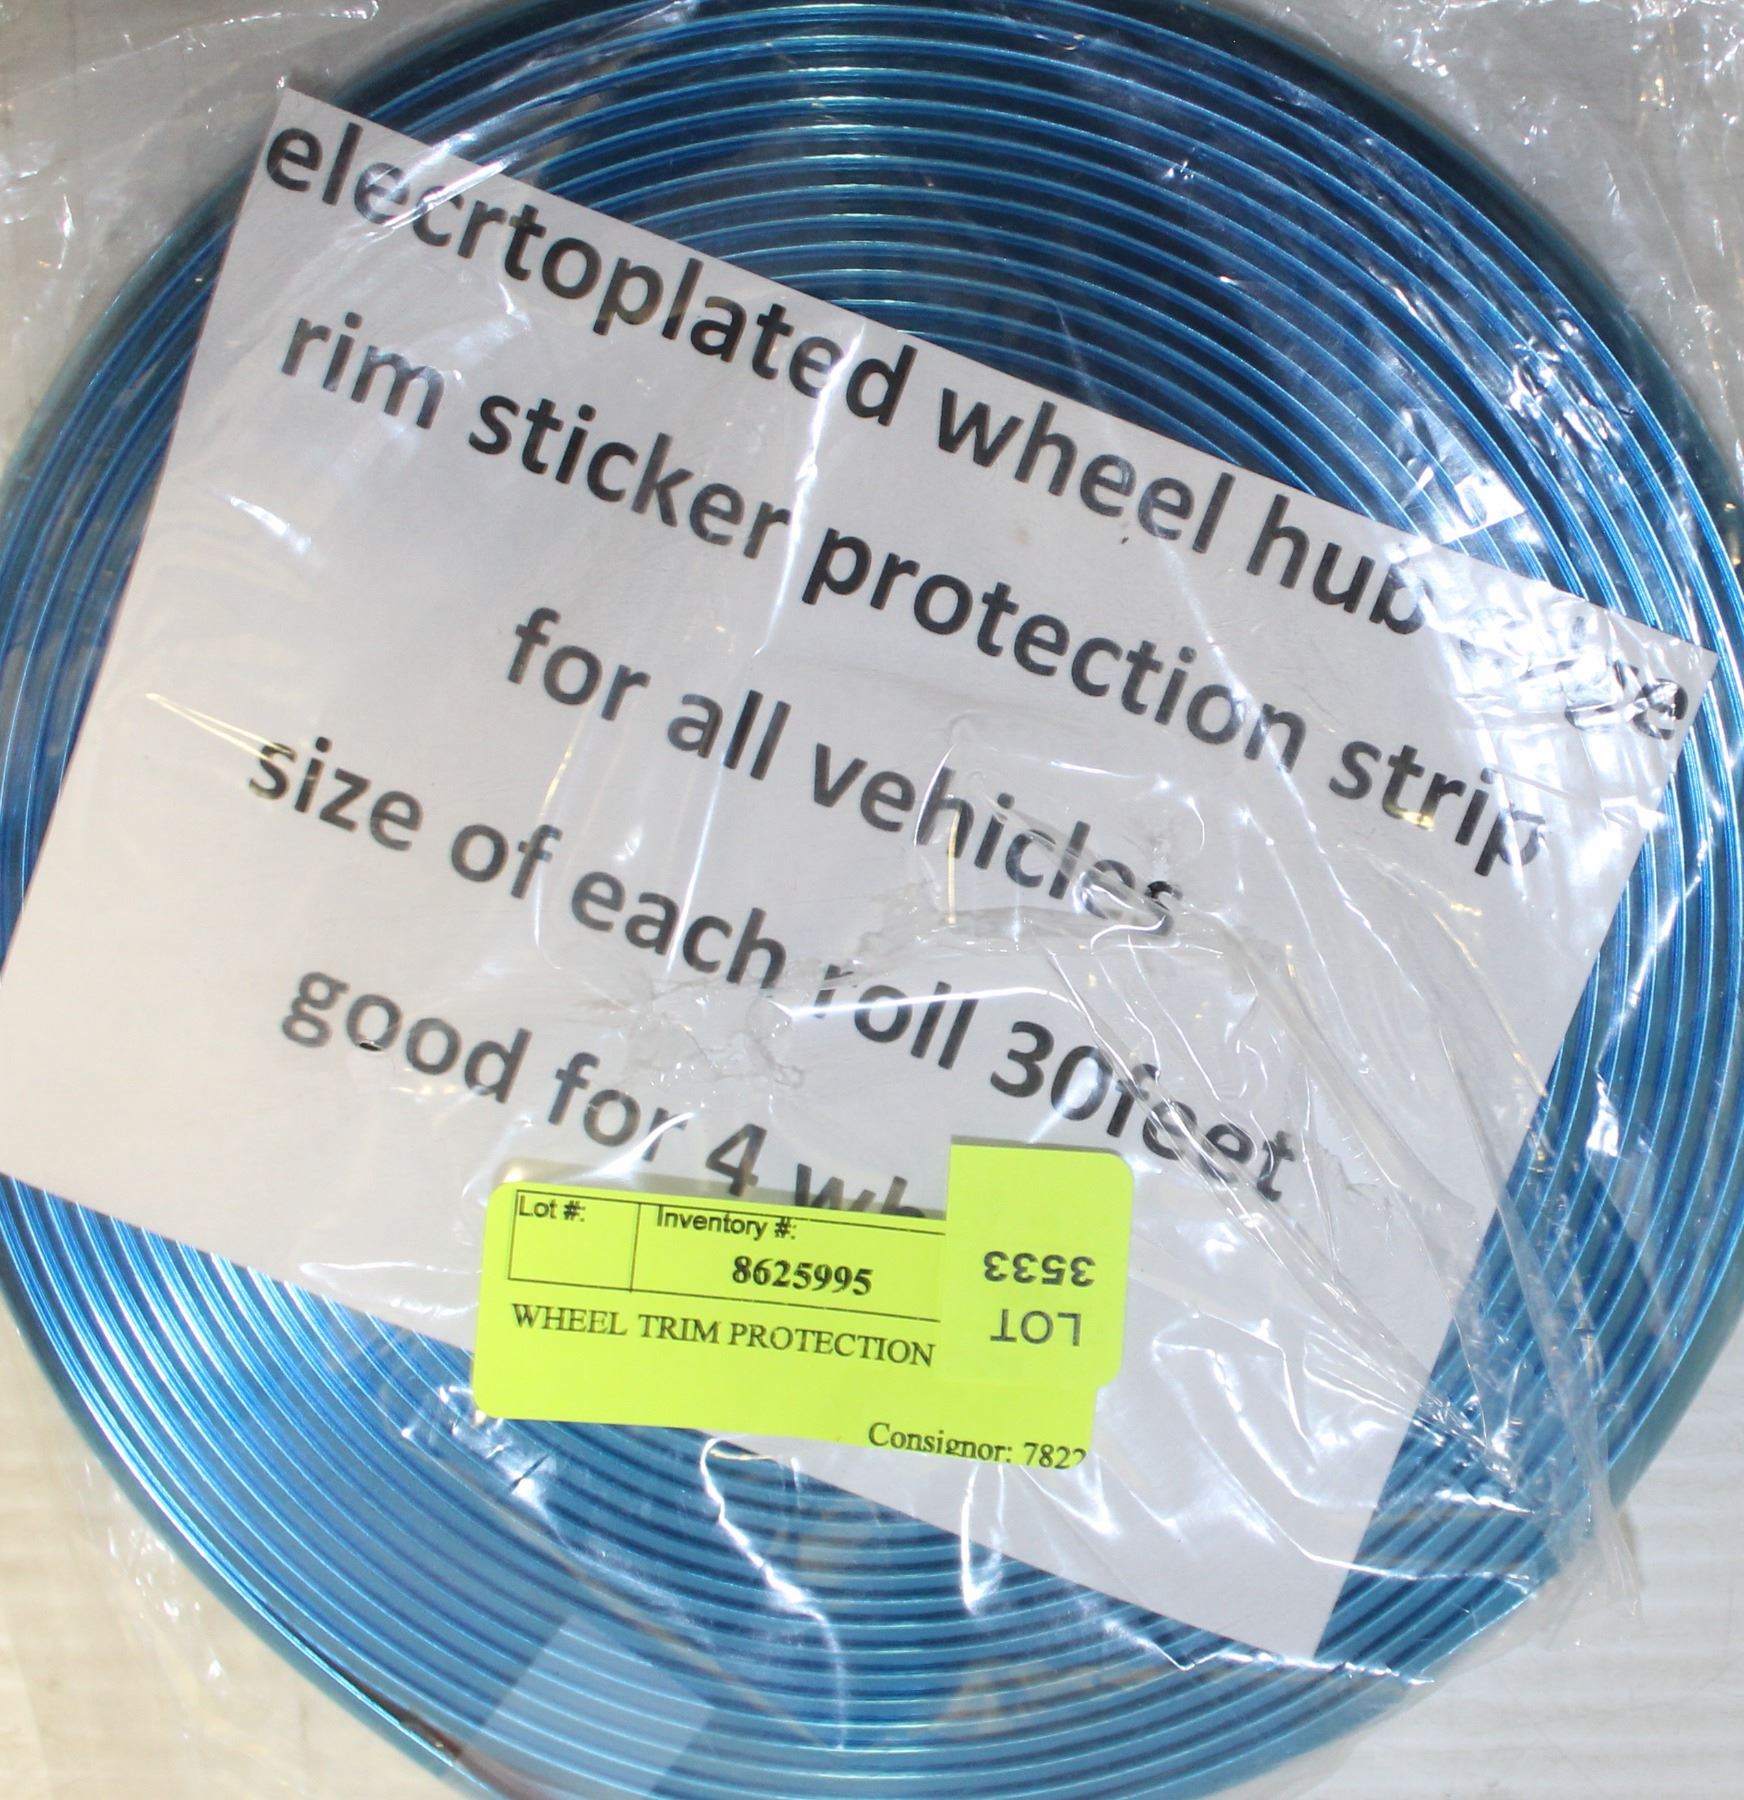 elecrtoplated wheel hub
rim sticker protection strip
for all vehicles
size of each roll 30feet
good for 4
Lot #:
Inventory #:
8625995
WHEEL TRIM PROTECTION
Consignor: 7822
LOT
3533